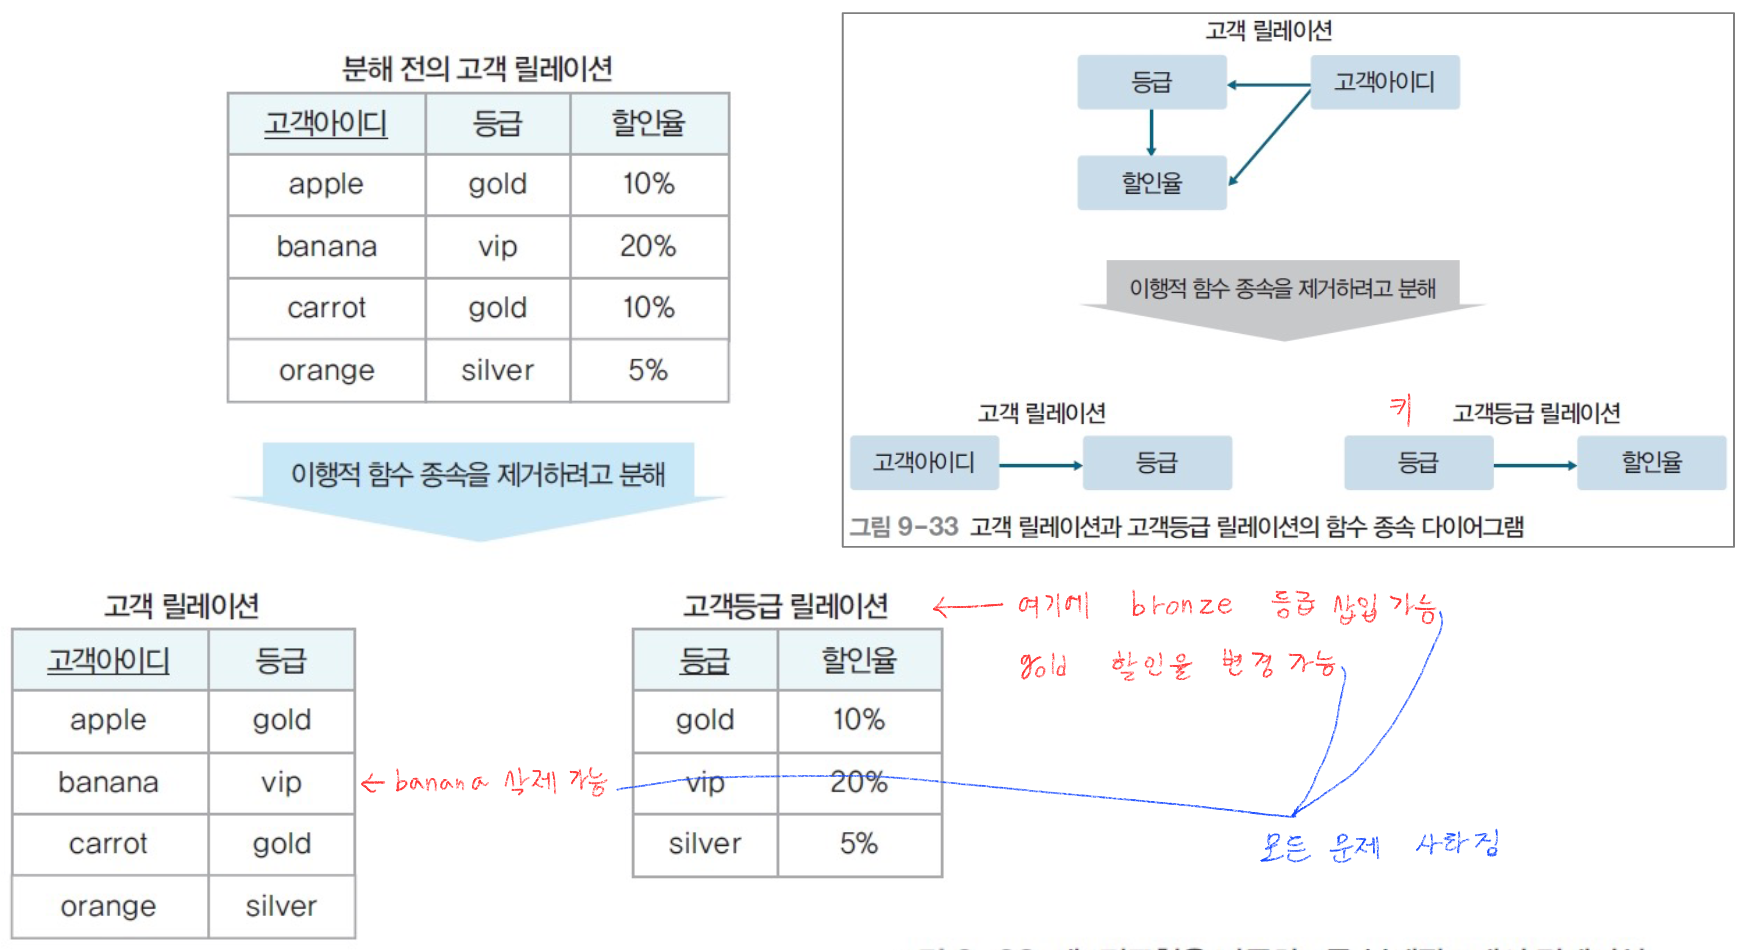 분해 전의 고객 릴레이션
고객아이디 등급 할인율
apple gold 10%
banana vip 20%
carrot gold 10%
orange silver 5%
이행적 함수 종속을 제거하려고 분해
고객 릴레이션
등급 고객아이디
할인율
이행적 함수 종속을 제거하려고 분해
고객 릴레이션
고객아이디 등급
키 고객등급 릴레이션
등급 할인율
그림 9-33 고객 릴레이션과 고객등급 릴레이션의 함수 종속 다이어그램
고객 릴레이션
고객아이디 등급
apple gold
banana vip
carrot gold
orange silver
← banana 삭제 가능
고객등급 릴레이션
등급 할인율
gold 10%
vip 20%
silver 5%
← 여기에 bronze 등급 삽입 가능
gold 할인율 변경 가능
모든 문제 사라짐